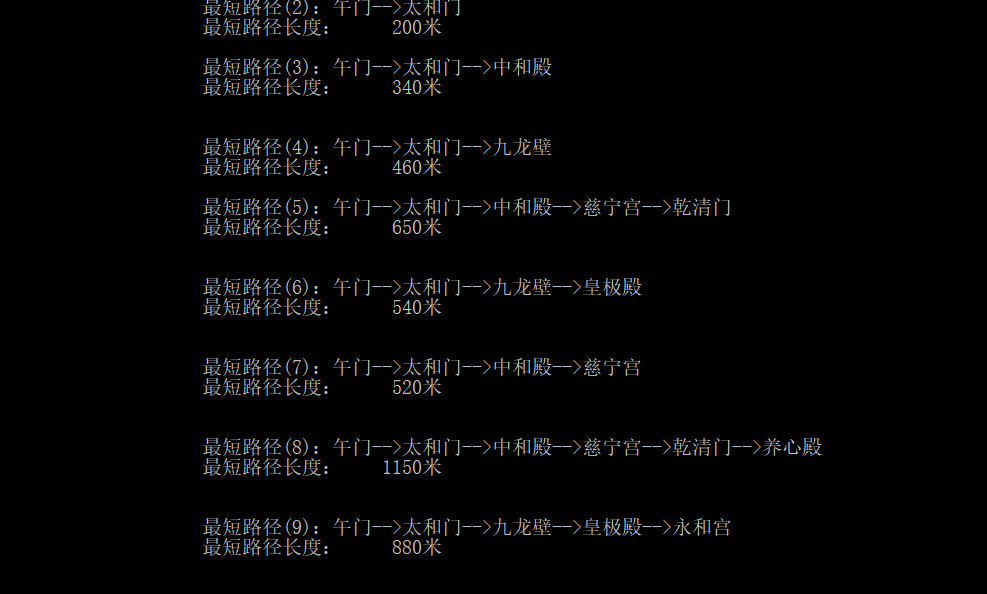 最短路径(2): 午门-->太和门
最短路径长度:      200米
最短路径(3): 午门-->太和门-->中和殿
最短路径长度:      340米
最短路径(4): 午门-->太和门-->九龙壁
最短路径长度:      460米
最短路径(5): 午门-->太和门-->中和殿-->慈宁宫-->乾清门
最短路径长度:      650米
最短路径(6): 午门-->太和门-->九龙壁-->皇极殿
最短路径长度:      540米
最短路径(7): 午门-->太和门-->中和殿-->慈宁宫
最短路径长度:      520米
最短路径(8): 午门-->太和门-->中和殿-->慈宁宫-->乾清门-->养心殿
最短路径长度:     1150米
最短路径(9): 午门-->太和门-->九龙壁-->皇极殿-->永和宫
最短路径长度:      880米